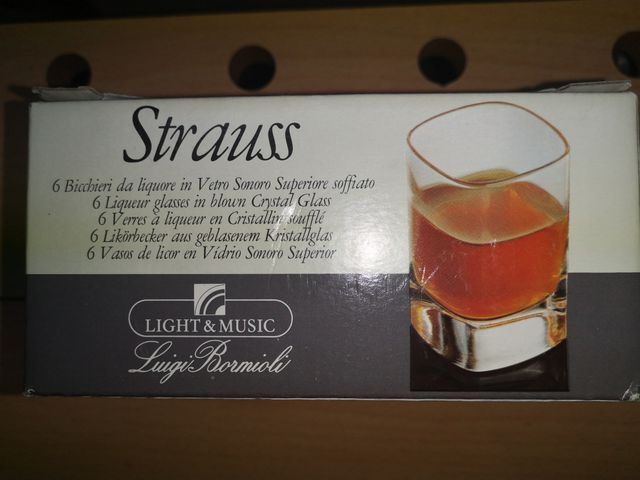 Strauss
6 Bicchieri da liquore in Vetro Sonoro Superiore soffiato
6 Liqueur glasses in blown Crystal Glass
6 Verres à liqueur en Cristallin soufflé
6 Likörbecker aus geblasenem Kristallglas
6 Vasos de licor en Vidrio Sonoro Superior
LIGHT & MUSIC
Luigi Bormioli